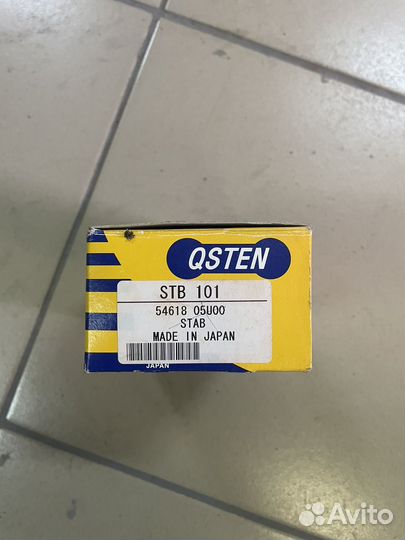 QSTEN
STB 101
54618 05U00
STAB
MADE IN JAPAN
JAPAN
Avito